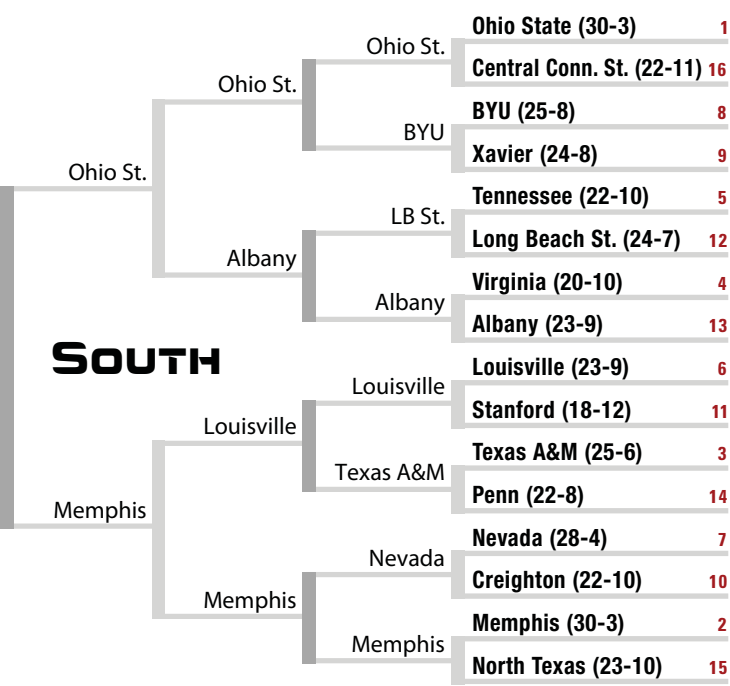 Ohio State (30-3) 1
Ohio St.
Central Conn. St. (22-11) 16
Ohio St.
BYU (25-8) 8
BYU
Xavier (24-8) 9
Ohio St.
Tennessee (22-10) 5
LB St.
Long Beach St. (24-7) 12
Albany
Virginia (20-10) 4
Albany
Albany (23-9) 13
South
Louisville (23-9) 6
Louisville
Stanford (18-12) 11
Louisville
Texas A&M (25-6) 3
Texas A&M
Penn (22-8) 14
Memphis
Nevada (28-4) 7
Nevada
Creighton (22-10) 10
Memphis
Memphis (30-3) 2
Memphis
North Texas (23-10) 15